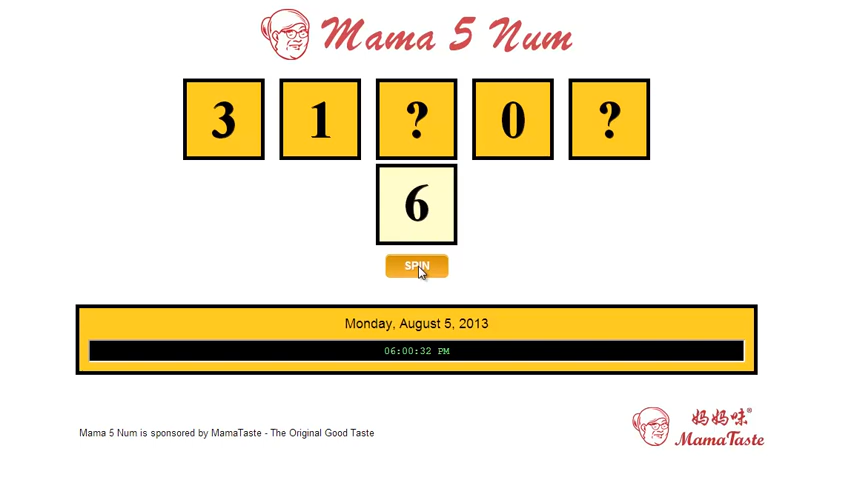 Mama 5 Num
3 1 ? 0 ?
6
SPIN
Monday, August 5, 2013
06:00:32 PM
妈妈味®
MamaTaste
Mama 5 Num is sponsored by MamaTaste - The Original Good Taste